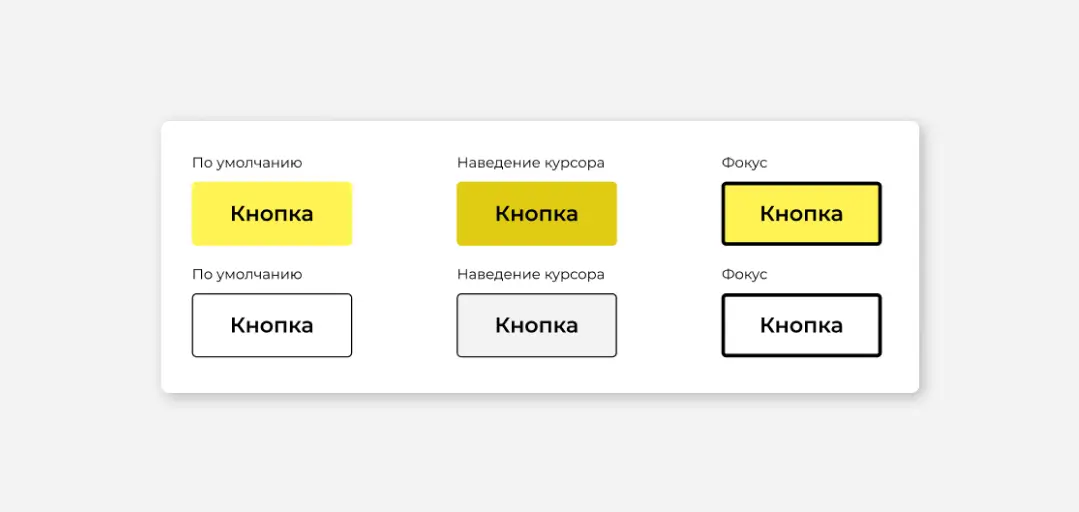 По умолчанию
Наведение курсора
Фокус
Кнопка
Кнопка
Кнопка
По умолчанию
Наведение курсора
Фокус
Кнопка
Кнопка
Кнопка